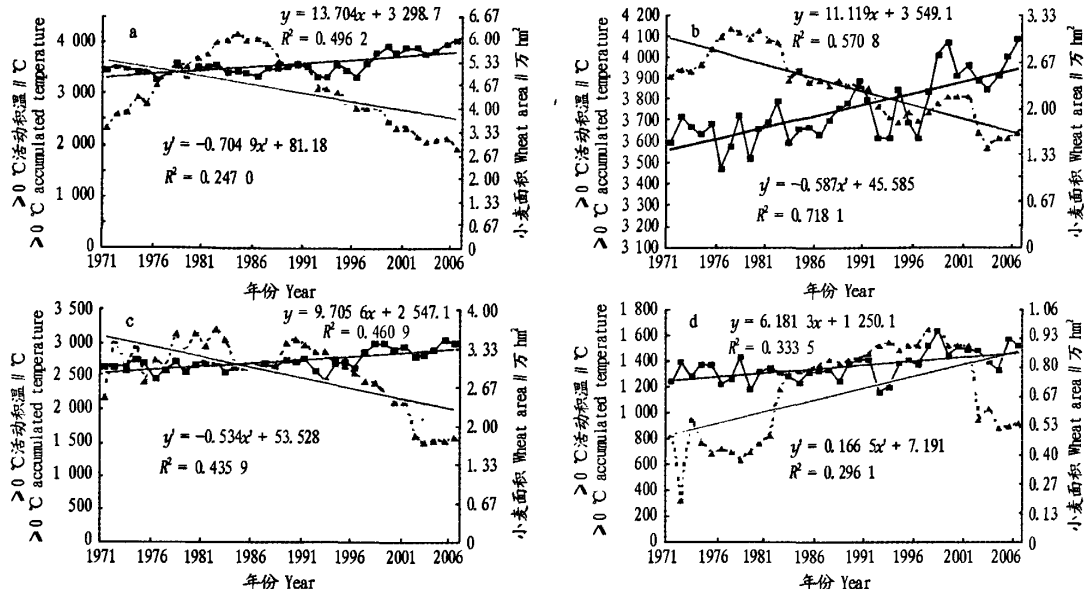 a
y = 13.704x + 3 298.7
R² = 0.496 2
y' = -0.704 9x' + 81.18
R² = 0.247 0
≥0 ℃活动积温∥℃
≥0 ℃ accumulated temperature
4 000
3 000
2 000
1 000
0
6.67
6.00
5.33
4.67
4.00
3.33
2.67
2.00
1.33
0.67
0
小麦面积 Wheat area∥万 hm²
1971 1976 1981 1986 1991 1996 2001 2006
年份 Year
b
y = 11.119x + 3 549.1
R² = 0.570 8
y' = -0.587x' + 45.585
R² = 0.718 1
≥0 ℃活动积温∥℃
≥0 ℃ accumulated temperature
4 200
4 100
4 000
3 900
3 800
3 700
3 600
3 500
3 400
3 300
3 200
3 100
3.33
2.67
2.00
1.33
0.67
0
小麦面积 Wheat area∥万 hm²
1971 1976 1981 1986 1991 1996 2001 2006
年份 Year
c
y = 9.705 6x + 2 547.1
R² = 0.460 9
y' = -0.534x' + 53.528
R² = 0.435 9
≥0 ℃活动积温∥℃
≥0 ℃ accumulated temperature
3 500
3 000
2 500
2 000
1 500
1 000
500
0
4.00
3.33
2.67
2.00
1.33
0.67
0
小麦面积 Wheat area∥万 hm²
1971 1976 1981 1986 1991 1996 2001 2006
年份 Year
d
y = 6.181 3x + 1 250.1
R² = 0.333 5
y' = 0.166 5x' + 7.191
R² = 0.296 1
≥0 ℃活动积温∥℃
≥0 ℃ accumulated temperature
1 800
1 600
1 400
1 200
1 000
800
600
400
200
0
1.06
0.93
0.80
0.67
0.53
0.40
0.27
0.13
0.00
小麦面积 Wheat area∥万 hm²
1971 1976 1981 1986 1991 1996 2001 2006
年份 Year